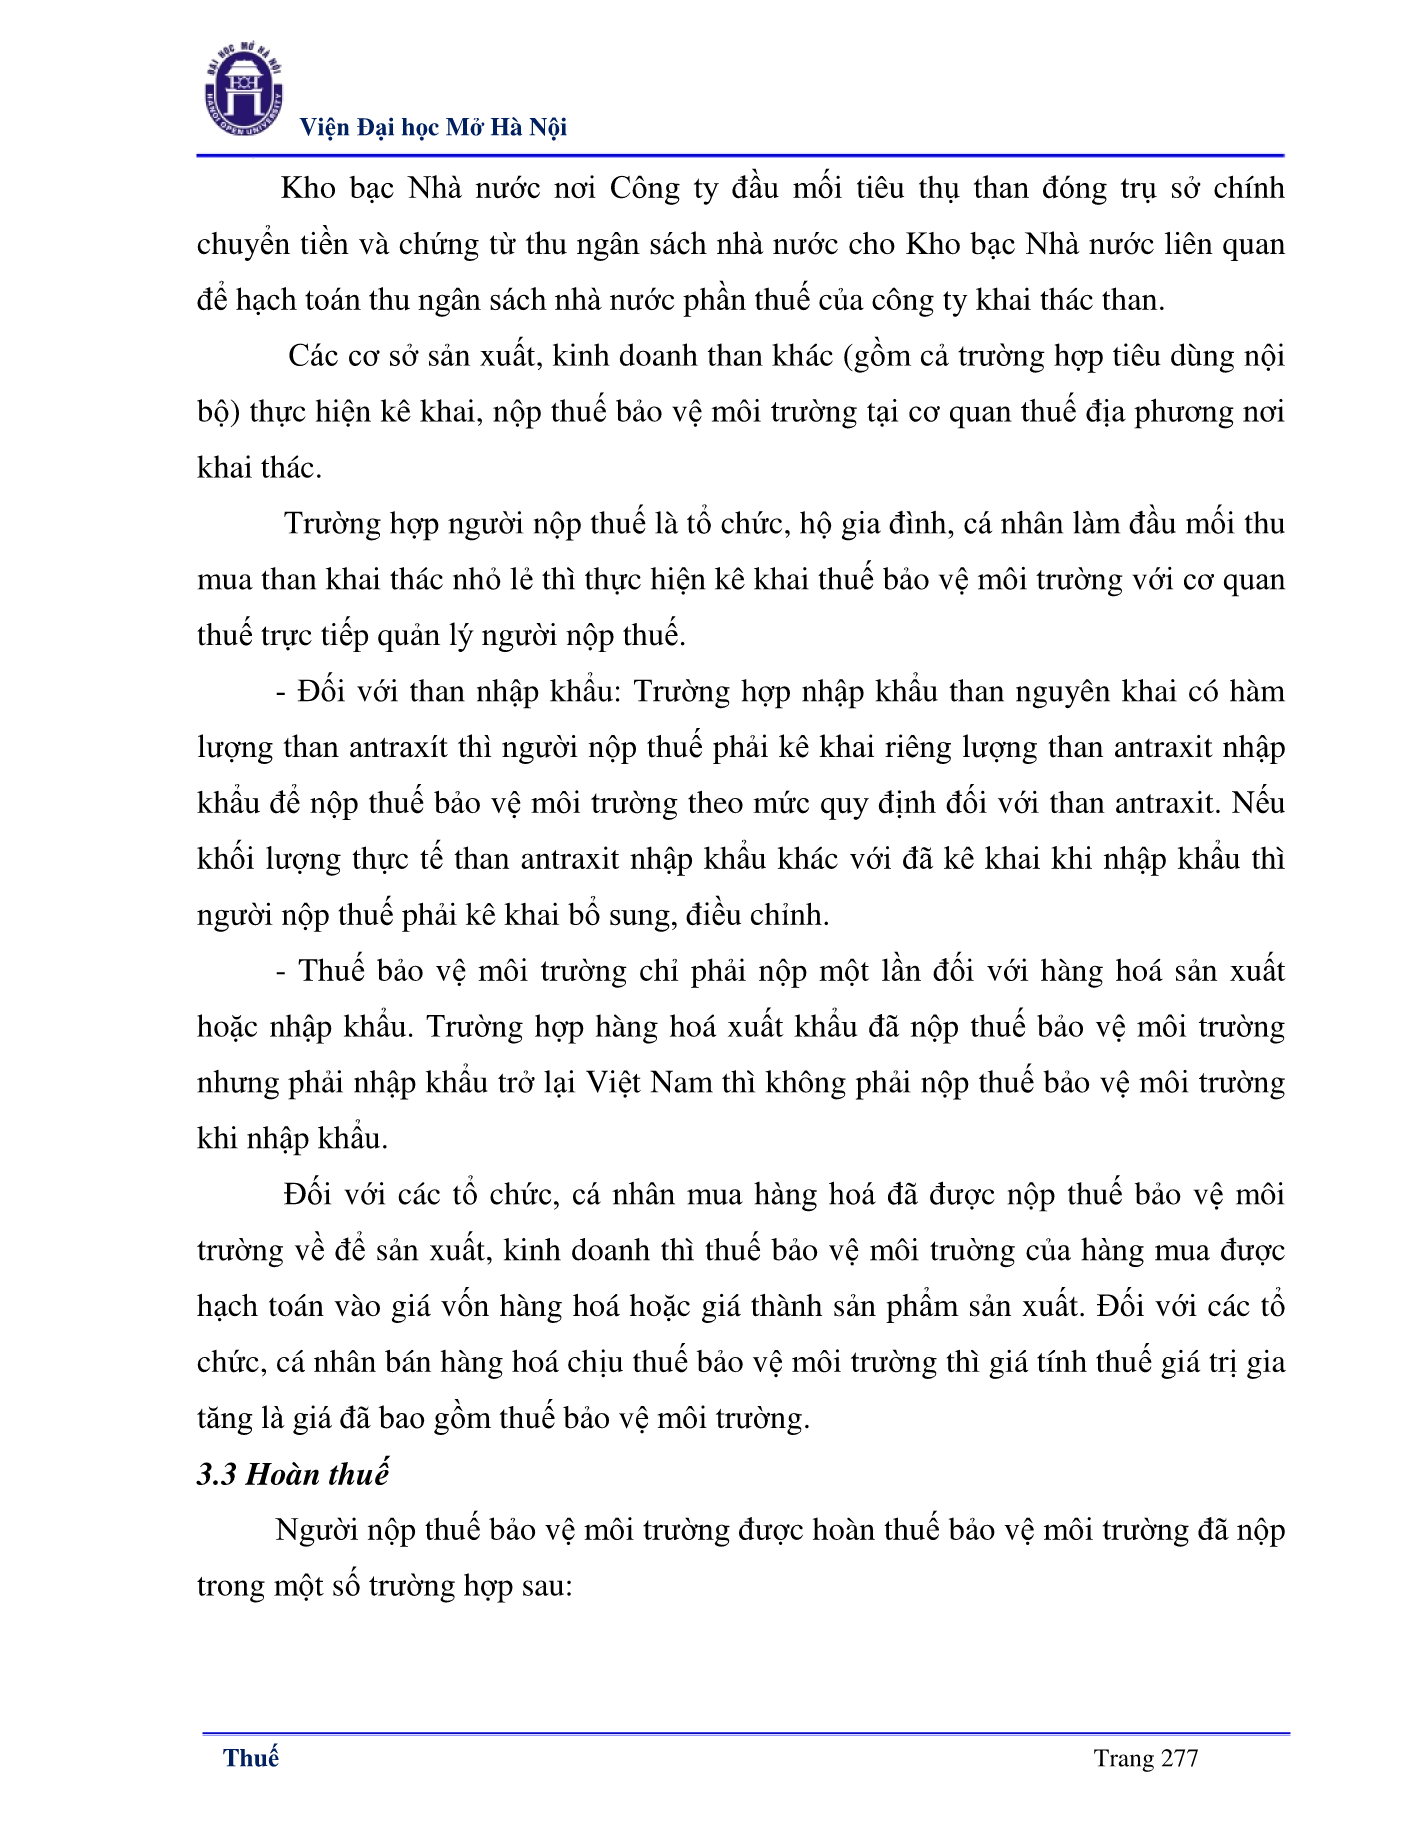 ĐẠI HỌC MỞ HÀ NỘI
HANOI OPEN UNIVERSITY
Viện Đại học Mở Hà Nội
Kho bạc Nhà nước nơi Công ty đầu mối tiêu thụ than đóng trụ sở chính
chuyển tiền và chứng từ thu ngân sách nhà nước cho Kho bạc Nhà nước liên quan
để hạch toán thu ngân sách nhà nước phần thuế của công ty khai thác than.
Các cơ sở sản xuất, kinh doanh than khác (gồm cả trường hợp tiêu dùng nội
bộ) thực hiện kê khai, nộp thuế bảo vệ môi trường tại cơ quan thuế địa phương nơi
khai thác.
Trường hợp người nộp thuế là tổ chức, hộ gia đình, cá nhân làm đầu mối thu
mua than khai thác nhỏ lẻ thì thực hiện kê khai thuế bảo vệ môi trường với cơ quan
thuế trực tiếp quản lý người nộp thuế.
- Đối với than nhập khẩu: Trường hợp nhập khẩu than nguyên khai có hàm
lượng than antraxít thì người nộp thuế phải kê khai riêng lượng than antraxit nhập
khẩu để nộp thuế bảo vệ môi trường theo mức quy định đối với than antraxit. Nếu
khối lượng thực tế than antraxit nhập khẩu khác với đã kê khai khi nhập khẩu thì
người nộp thuế phải kê khai bổ sung, điều chỉnh.
- Thuế bảo vệ môi trường chỉ phải nộp một lần đối với hàng hoá sản xuất
hoặc nhập khẩu. Trường hợp hàng hoá xuất khẩu đã nộp thuế bảo vệ môi trường
nhưng phải nhập khẩu trở lại Việt Nam thì không phải nộp thuế bảo vệ môi trường
khi nhập khẩu.
Đối với các tổ chức, cá nhân mua hàng hoá đã được nộp thuế bảo vệ môi
trường về để sản xuất, kinh doanh thì thuế bảo vệ môi truờng của hàng mua được
hạch toán vào giá vốn hàng hoá hoặc giá thành sản phẩm sản xuất. Đối với các tổ
chức, cá nhân bán hàng hoá chịu thuế bảo vệ môi trường thì giá tính thuế giá trị gia
tăng là giá đã bao gồm thuế bảo vệ môi trường.
3.3 Hoàn thuế
Người nộp thuế bảo vệ môi trường được hoàn thuế bảo vệ môi trường đã nộp
trong một số trường hợp sau:
Thuế
Trang 277